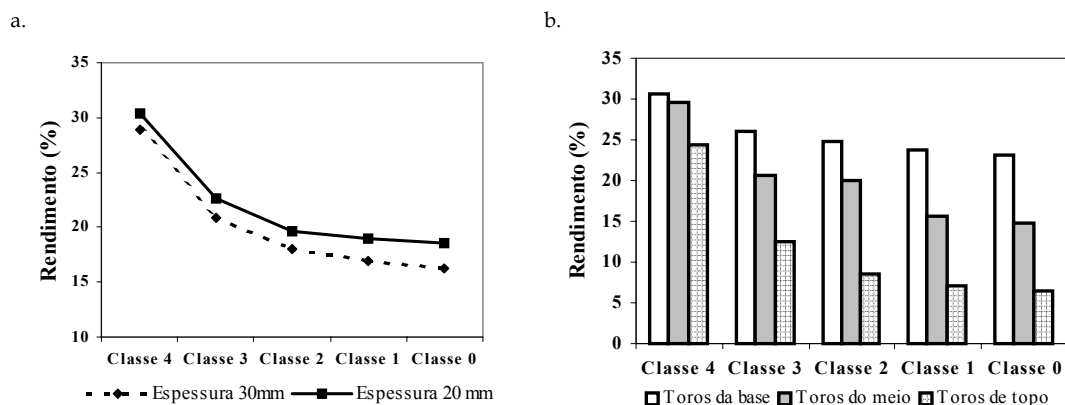 a.
Rendimento (%)
35
30
25
20
15
10
Classe 4 Classe 3 Classe 2 Classe 1 Classe 0
Espessura 30mm Espessura 20 mm
b.
Rendimento (%)
35
30
25
20
15
10
5
0
Classe 4 Classe 3 Classe 2 Classe 1 Classe 0
Toros da base Toros do meio Toros de topo